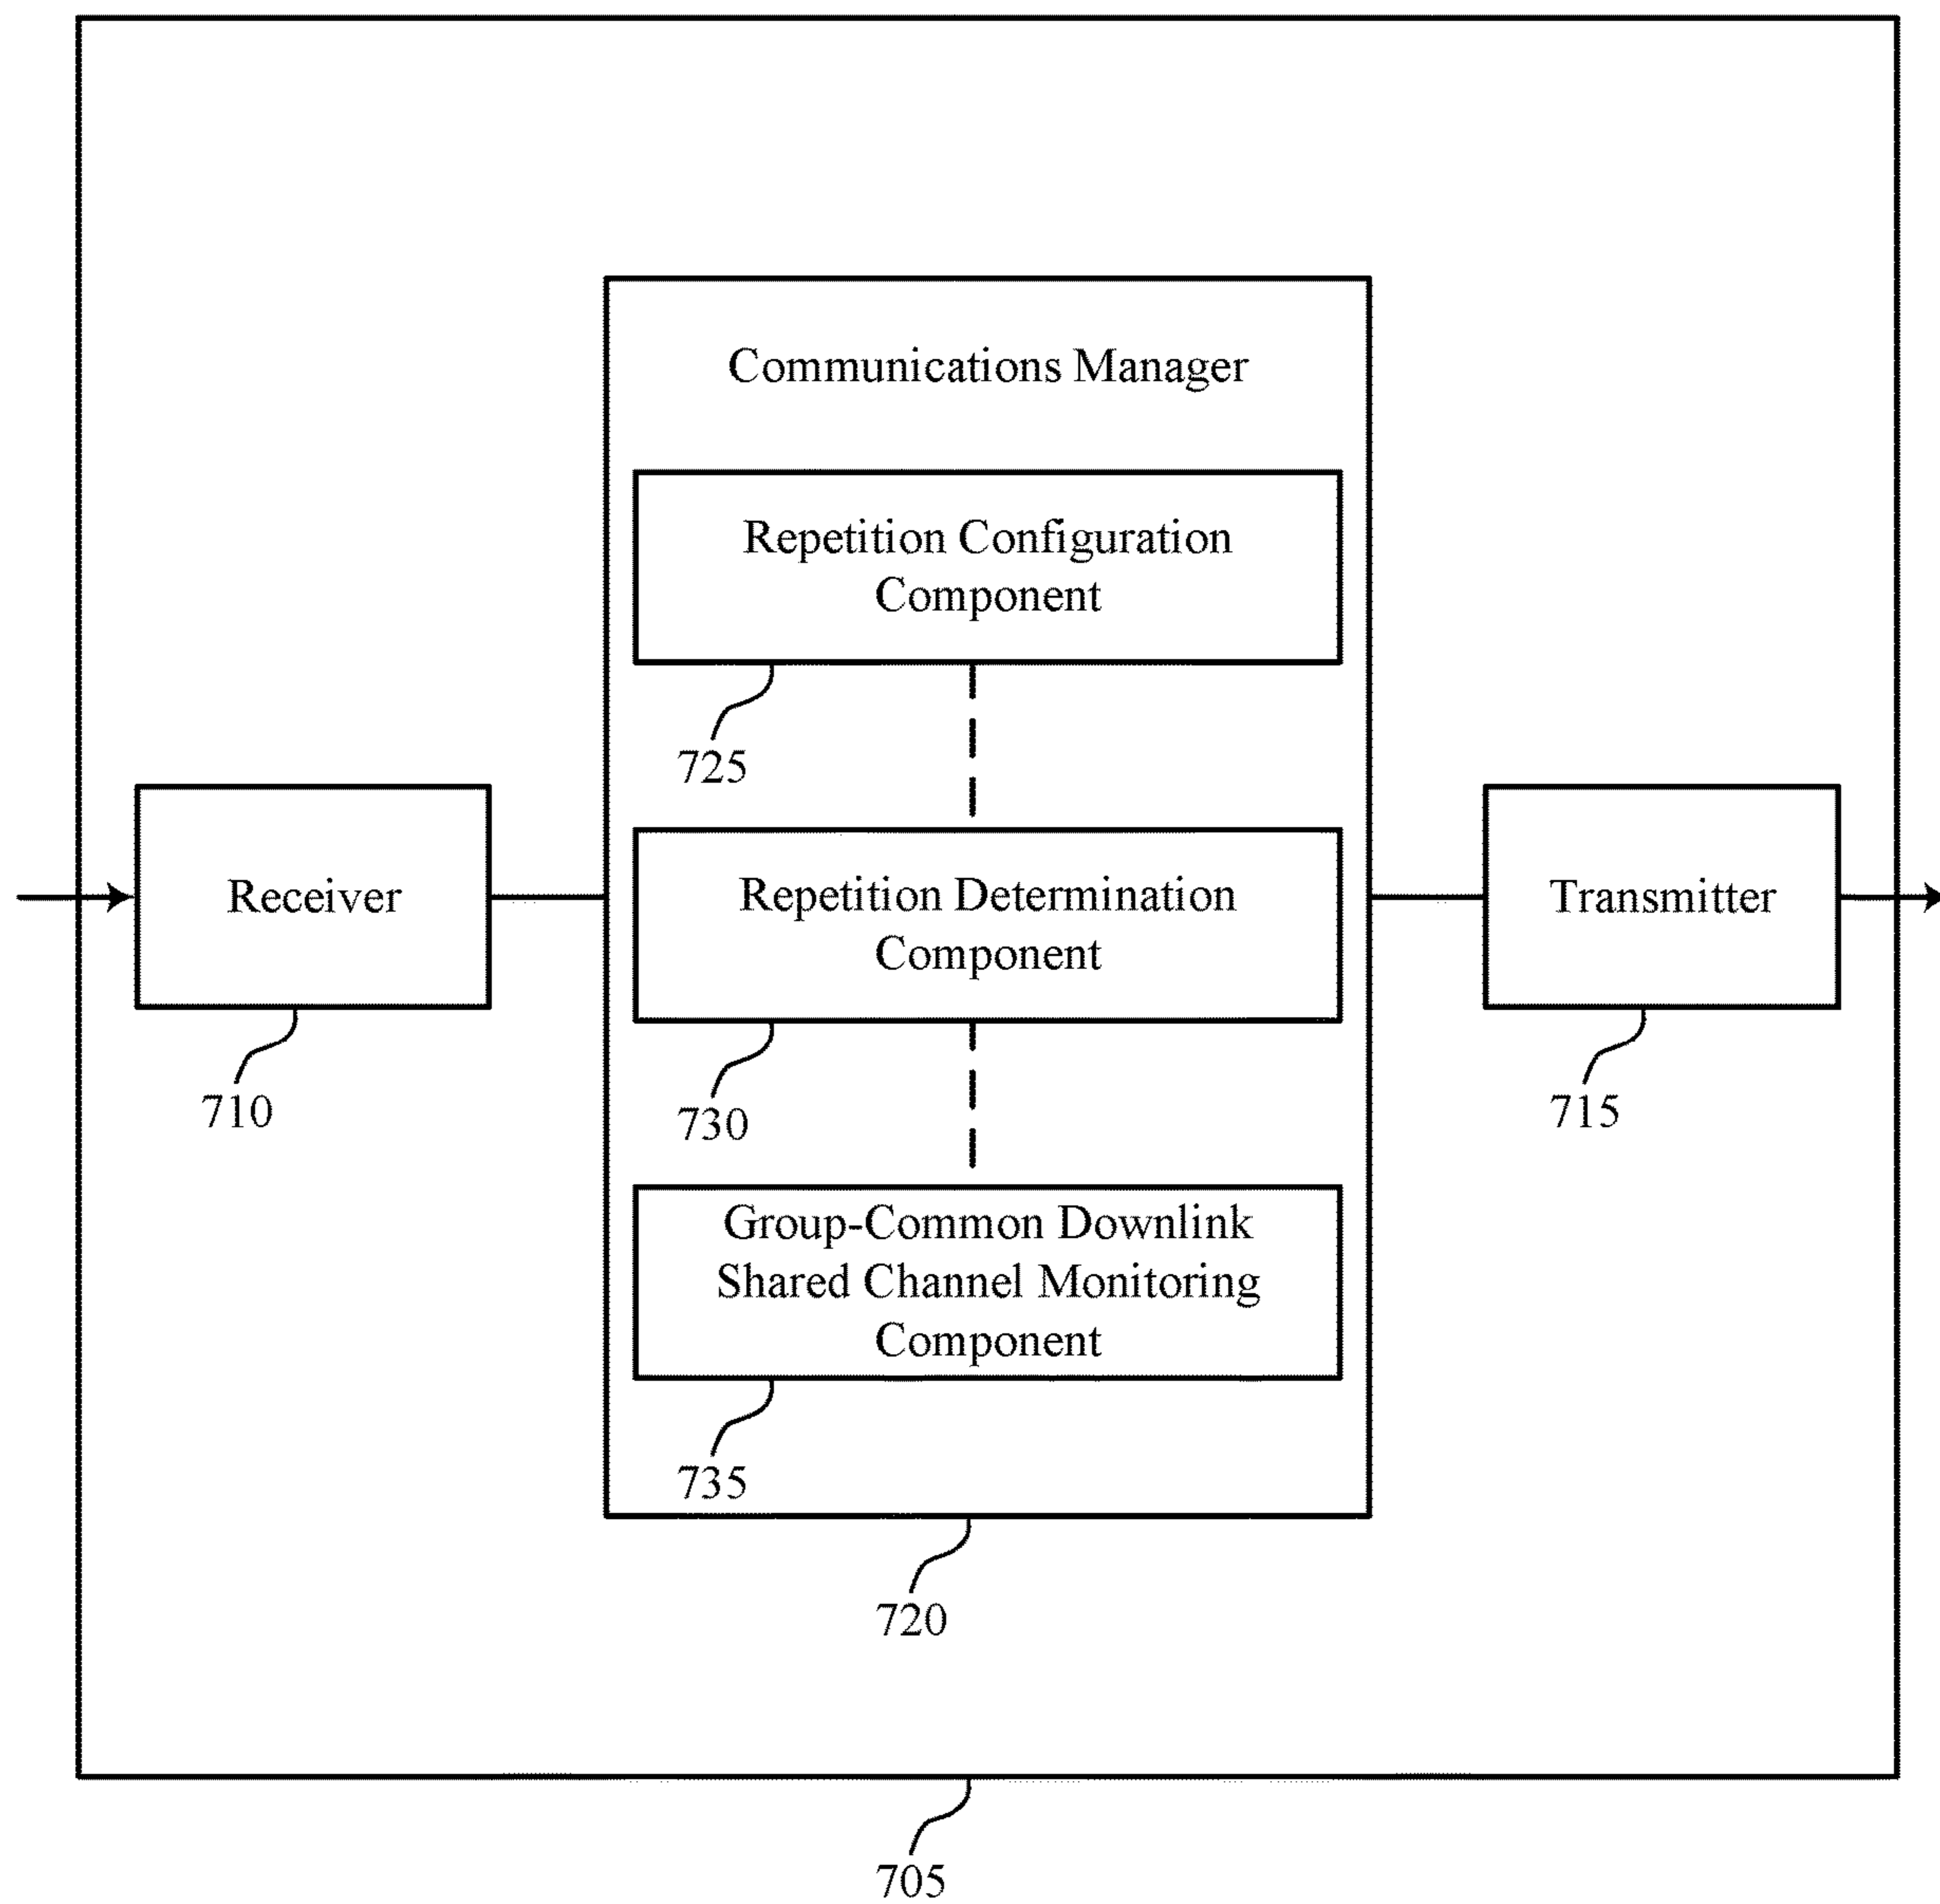 Communications Manager
Repetition Configuration
Component
725
Receiver
710
Repetition Determination
Component
730
Transmitter
715
Group-Common Downlink
Shared Channel Monitoring
Component
735
720
705